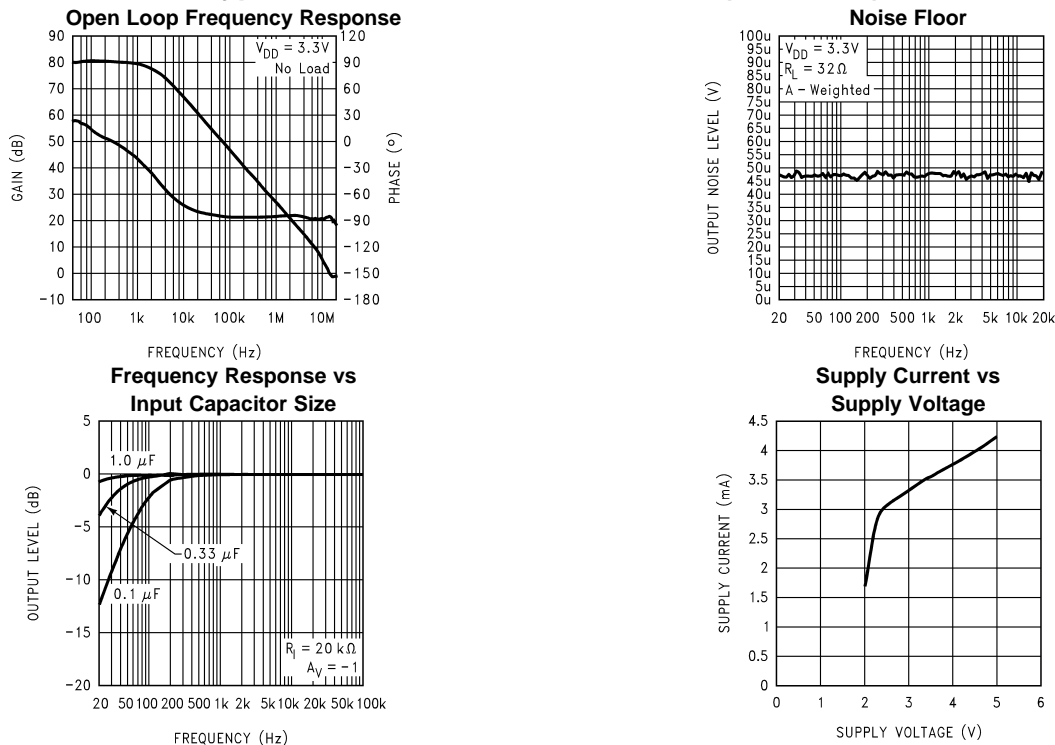 Open Loop Frequency Response
90
80
70
60
50
40
30
20
10
0
−10
GAIN (dB)
V_DD = 3.3V
No Load
120
90
60
30
0
−30
−60
−90
−120
−150
−180
PHASE (°)
100 1k 10k 100k 1M 10M
FREQUENCY (Hz)
Noise Floor
100u
95u
90u
85u
80u
75u
70u
65u
60u
55u
50u
45u
40u
35u
30u
25u
20u
15u
10u
5u
0u
OUTPUT NOISE LEVEL (V)
V_DD = 3.3V
R_L = 32Ω
A − Weighted
20 50 100 200 500 1k 2k 5k 10k 20k
FREQUENCY (Hz)
Frequency Response vs
Input Capacitor Size
5
0
−5
−10
−15
−20
OUTPUT LEVEL (dB)
1.0 μF
0.33 μF
0.1 μF
R_I = 20 kΩ
A_V = −1
20 50 100 200 500 1k 2k 5k 10k 20k 50k 100k
FREQUENCY (Hz)
Supply Current vs
Supply Voltage
4.5
4
3.5
3
2.5
2
1.5
1
0.5
0
SUPPLY CURRENT (mA)
0 1 2 3 4 5 6
SUPPLY VOLTAGE (V)